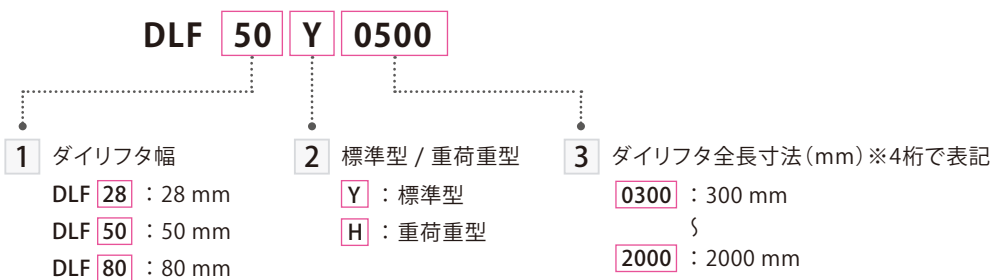 DLF 50 Y 0500
1 ダイリフタ幅
DLF 28 : 28 mm
DLF 50 : 50 mm
DLF 80 : 80 mm
2 標準型 / 重荷重型
Y : 標準型
H : 重荷重型
3 ダイリフタ全長寸法(mm)※4桁で表記
0300 : 300 mm
〜
2000 : 2000 mm